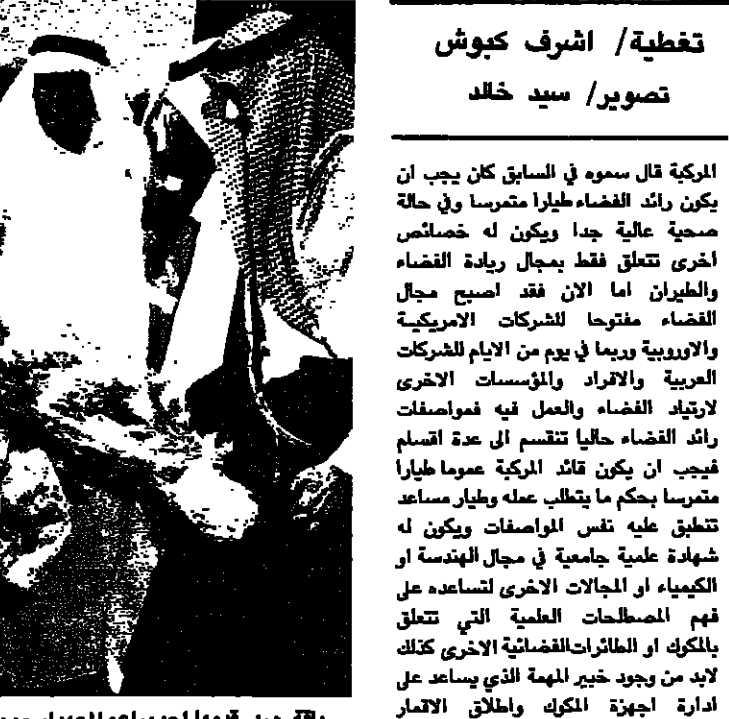 تغطية/ اشرف كبوش
تصوير/ سيد خالد
المركبة قال سموه في السابق كان يجب ان
يكون رائد الفضاء طيارا متمرسا وفي حالة
صحية عالية جدا ويكون له خصائص
اخرى تتعلق فقط بمجال ريادة الفضاء
والطيران اما الان فقد اصبح مجال
الفضاء مفتوحا للشركات الامريكية
والاوروبية وربما في يوم من الايام للشركات
العربية والافراد والمؤسسات الاخرى
لارتياد الفضاء والعمل فيه فمواصفات
رائد الفضاء حاليا تنقسم الى عدة اقسام
فيجب ان يكون قائد المركبة عموما طيارا
متمرسا بحكم ما يتطلب عمله وطيار مساعد
تنطبق عليه نفس المواصفات ويكون له
شهادة علمية جامعية في مجال الهندسة او
الكيمياء او المجالات الاخرى لتساعده على
فهم المصطلحات العلمية التي تتعلق
بالمكوك او الطائرات الفضائية الاخرى كذلك
لابد من وجود خبير المهمة الذي يساعد على
ادارة اجهزة المكوك واطلاق الاقمار